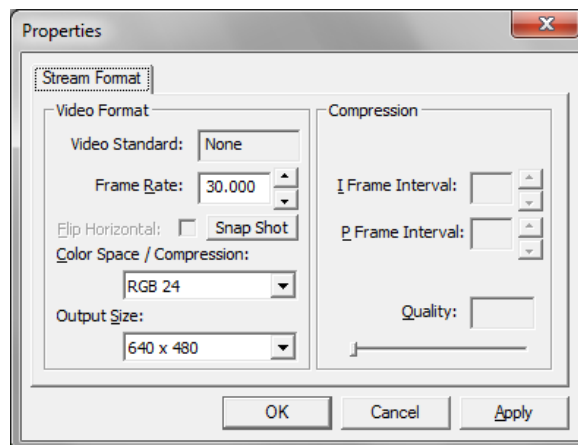 Properties
Stream Format
Video Format
Video Standard: None
Frame Rate: 30.000
Flip Horizontal: Snap Shot
Color Space / Compression:
RGB 24
Output Size:
640 x 480
Compression
I Frame Interval:
P Frame Interval:
Quality:
OK Cancel Apply